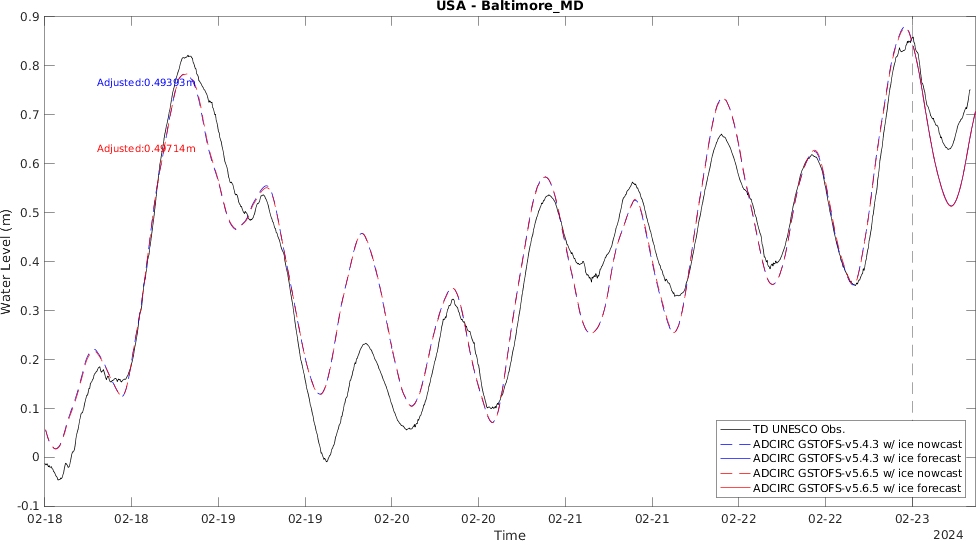 USA - Baltimore_MD
0.9
0.8
0.7
0.6
0.5
0.4
0.3
0.2
0.1
0
-0.1
Water Level (m)
Adjusted:0.49393m
Adjusted:0.49714m
TD UNESCO Obs.
ADCIRC GSTOFS-v5.4.3 w/ ice nowcast
ADCIRC GSTOFS-v5.4.3 w/ ice forecast
ADCIRC GSTOFS-v5.6.5 w/ ice nowcast
ADCIRC GSTOFS-v5.6.5 w/ ice forecast
02-18 02-18 02-19 02-19 02-20 02-20 02-21 02-21 02-22 02-22 02-23
Time
2024